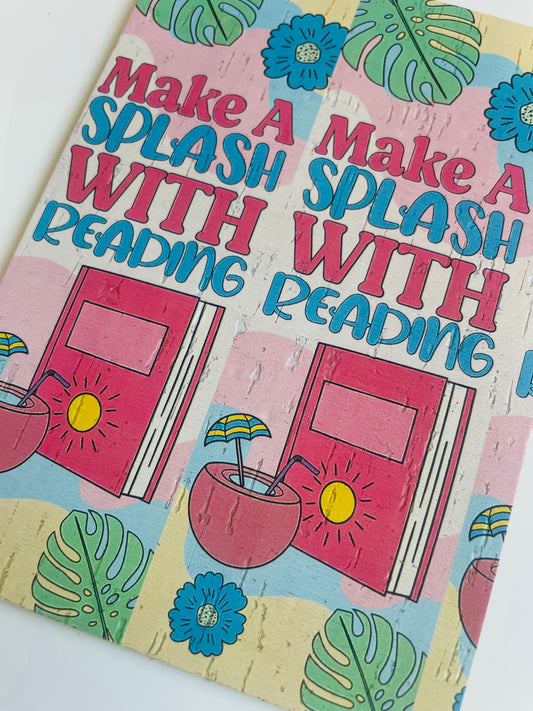 Make A
SPLASH
WITH
READING
Make A
SPLASH
WITH
READING